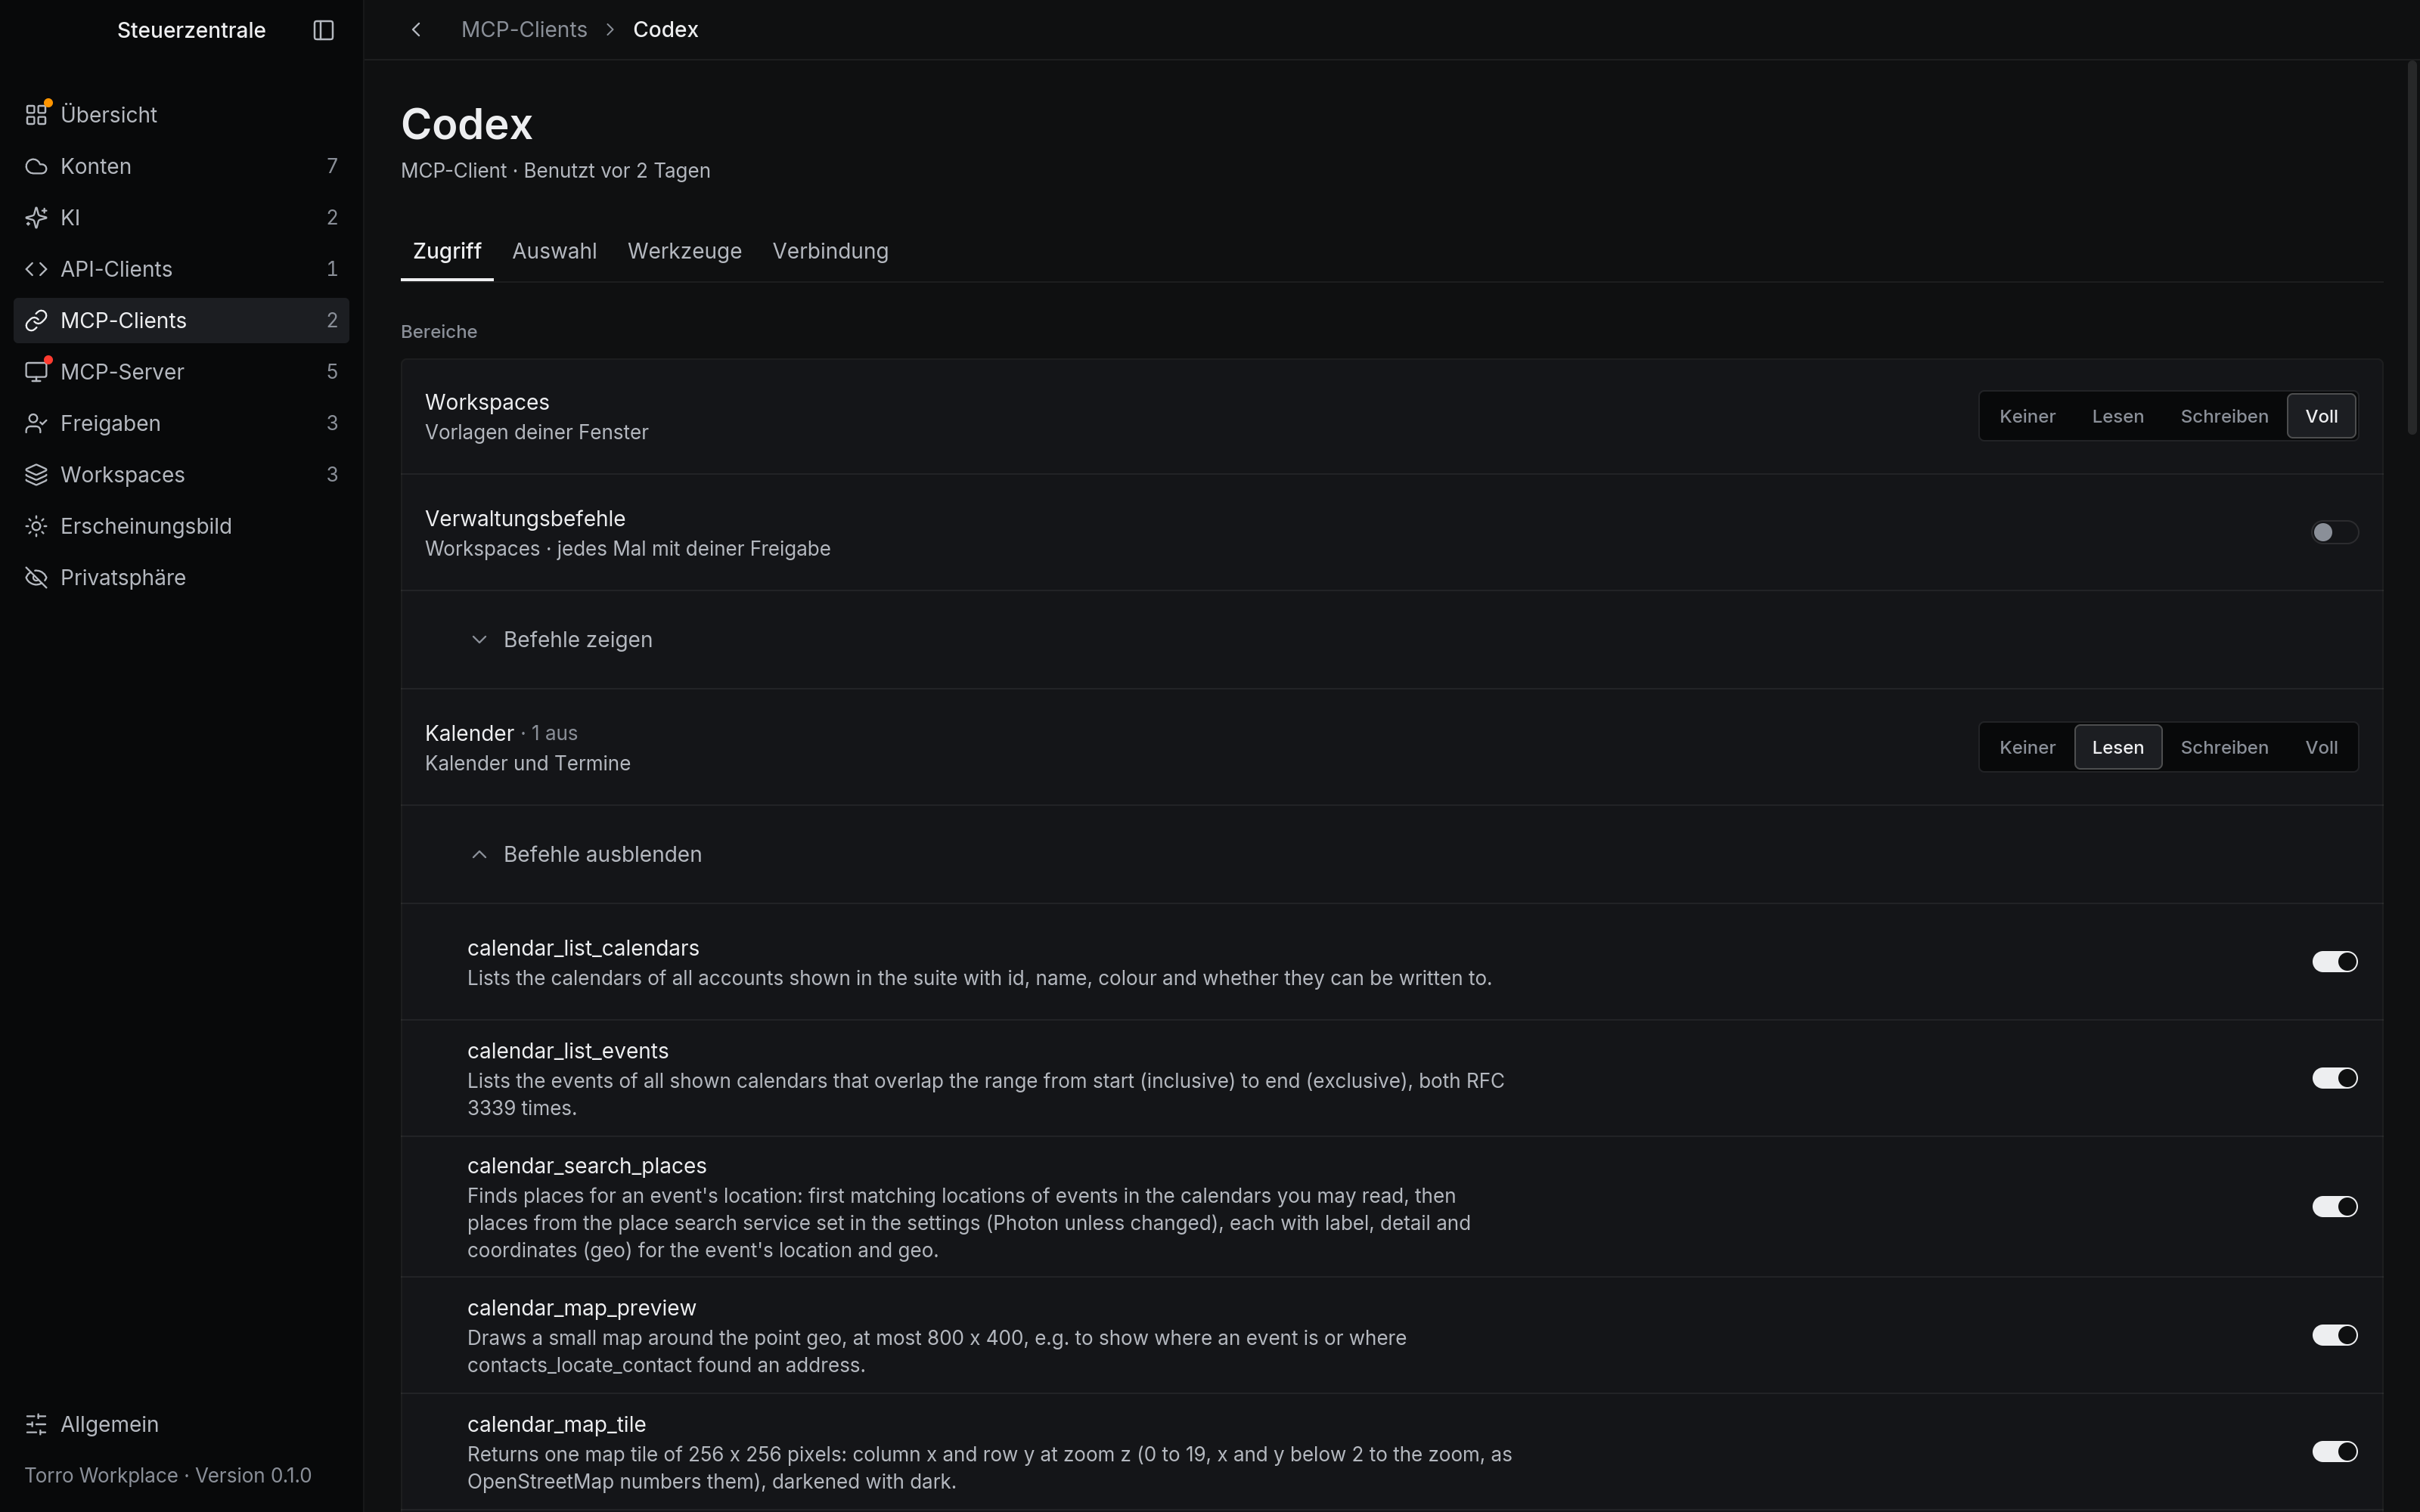 Steuerzentrale
Übersicht
Konten 7
KI 2
API-Clients 1
MCP-Clients 2
MCP-Server 5
Freigaben 3
Workspaces 3
Erscheinungsbild
Privatsphäre
Allgemein
Torro Workplace · Version 0.1.0
MCP-Clients > Codex
Codex
MCP-Client · Benutzt vor 2 Tagen
Zugriff Auswahl Werkzeuge Verbindung
Bereiche
Workspaces
Vorlagen deiner Fenster
Keiner Lesen Schreiben Voll
Verwaltungsbefehle
Workspaces · jedes Mal mit deiner Freigabe
Befehle zeigen
Kalender · 1 aus
Kalender und Termine
Keiner Lesen Schreiben Voll
Befehle ausblenden
calendar_list_calendars
Lists the calendars of all accounts shown in the suite with id, name, colour and whether they can be written to.
calendar_list_events
Lists the events of all shown calendars that overlap the range from start (inclusive) to end (exclusive), both RFC
3339 times.
calendar_search_places
Finds places for an event's location: first matching locations of events in the calendars you may read, then
places from the place search service set in the settings (Photon unless changed), each with label, detail and
coordinates (geo) for the event's location and geo.
calendar_map_preview
Draws a small map around the point geo, at most 800 x 400, e.g. to show where an event is or where
contacts_locate_contact found an address.
calendar_map_tile
Returns one map tile of 256 x 256 pixels: column x and row y at zoom z (0 to 19, x and y below 2 to the zoom, as
OpenStreetMap numbers them), darkened with dark.